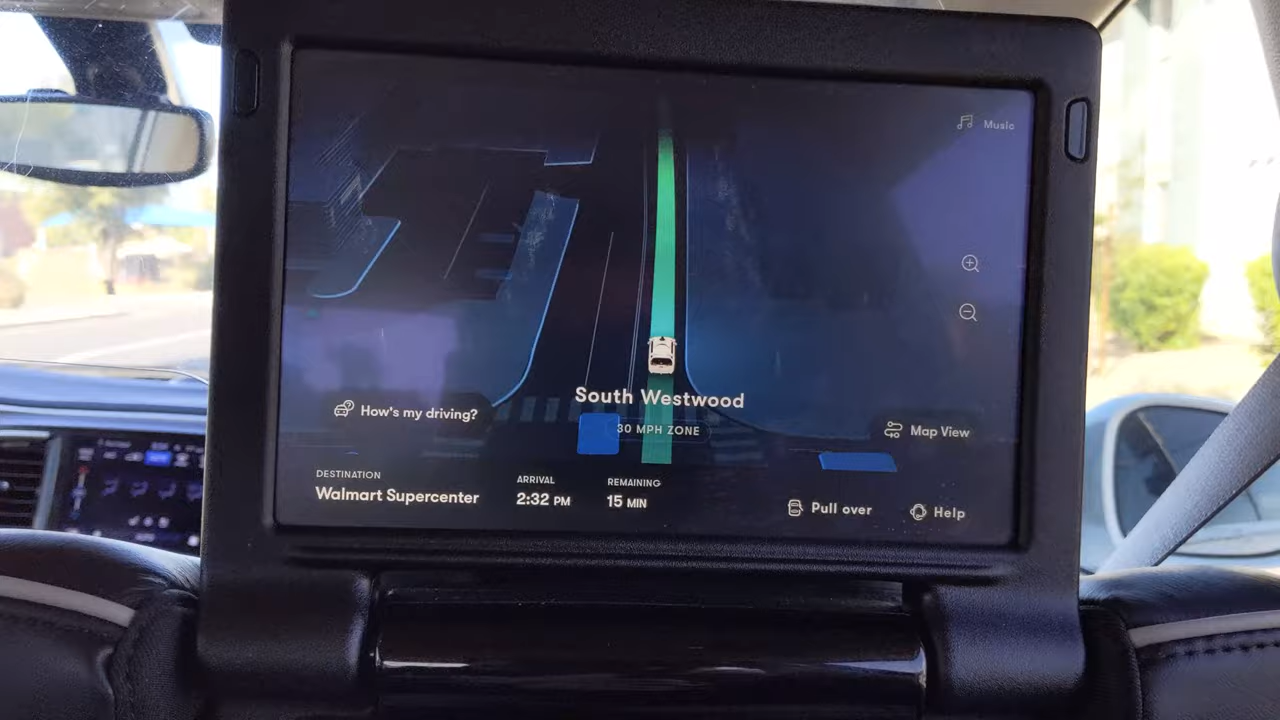 Music
South Westwood
How's my driving?
30 MPH ZONE
Map View
DESTINATION
Walmart Supercenter
ARRIVAL
2:32 PM
REMAINING
15 MIN
Pull over
Help